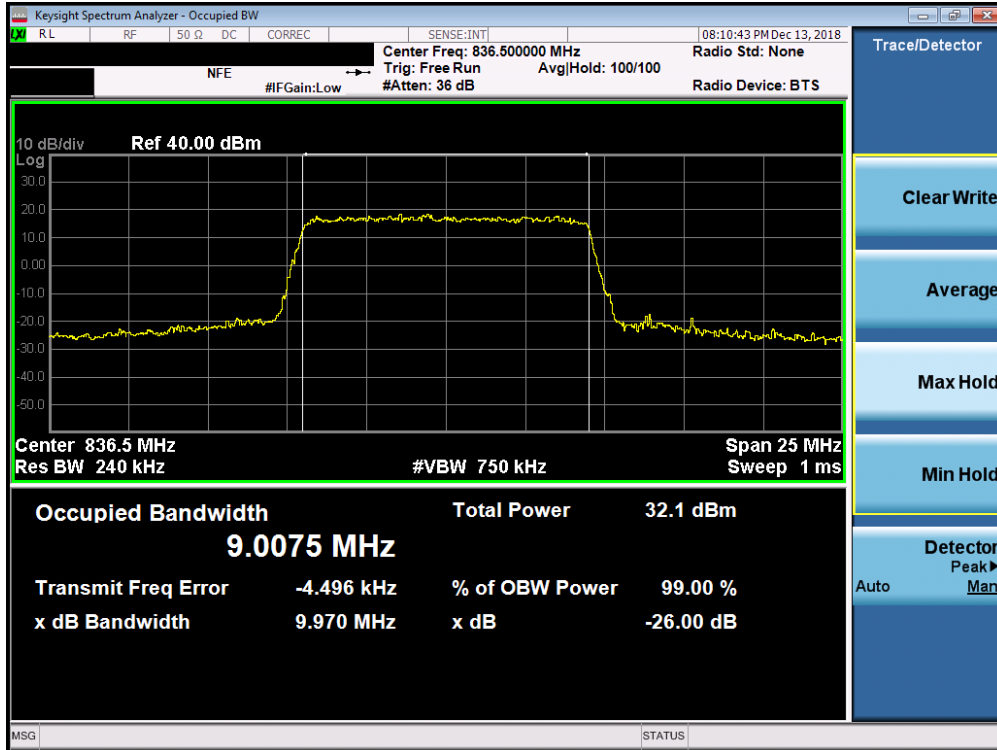 Keysight Spectrum Analyzer - Occupied BW
LXI RL RF 50 Ω DC CORREC SENSE:INT 08:10:43 PM Dec 13, 2018
Center Freq: 836.500000 MHz Radio Std: None
NFE Trig: Free Run Avg|Hold: 100/100
#IFGain:Low #Atten: 36 dB Radio Device: BTS
10 dB/div Ref 40.00 dBm
Log
30.0
20.0
10.0
0.00
-10.0
-20.0
-30.0
-40.0
-50.0
Center 836.5 MHz Span 25 MHz
Res BW 240 kHz #VBW 750 kHz Sweep 1 ms
Occupied Bandwidth Total Power 32.1 dBm
9.0075 MHz
Transmit Freq Error -4.496 kHz % of OBW Power 99.00 %
x dB Bandwidth 9.970 MHz x dB -26.00 dB
MSG STATUS
Trace/Detector
Clear Write
Average
Max Hold
Min Hold
Detector
Peak▶
Auto Man